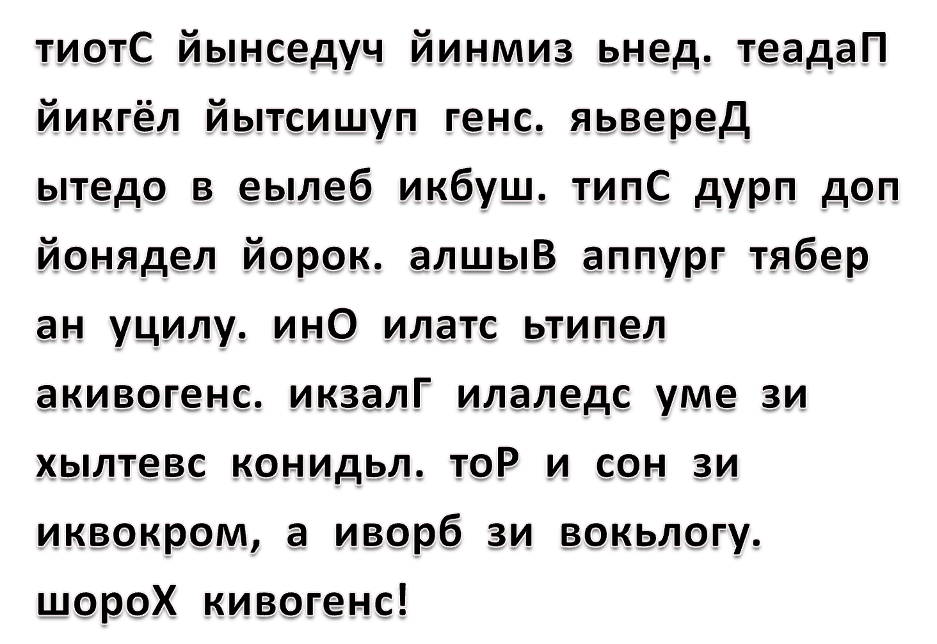 тиотС йынседуч йинмиз ьнед. теадаП
йикгёл йытсишуп генс. яьвереД
ытедо в еылеб икбуш. типС дурп доп
йонядел йорок. алшыВ аппург тябер
ан уцилу. инО илатс ьтипел
акивогенс. икзалГ илаледс уме зи
хылтевс конидьл. тоР и сон зи
иквокром, а иворб зи вокьлогу.
шороХ кивогенс!